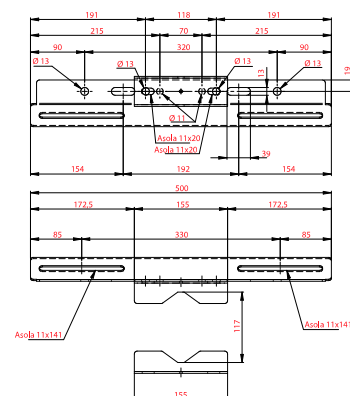 191 118 191
215 70 215
90 320 90
Ø 13 Ø 13 Ø 13 Ø 13
13
19
Ø 11
Asola 11x20
Asola 11x20
39
154 192 154
500
172,5 155 172,5
85 330 85
Asola 11x141 Asola 11x141
117
155